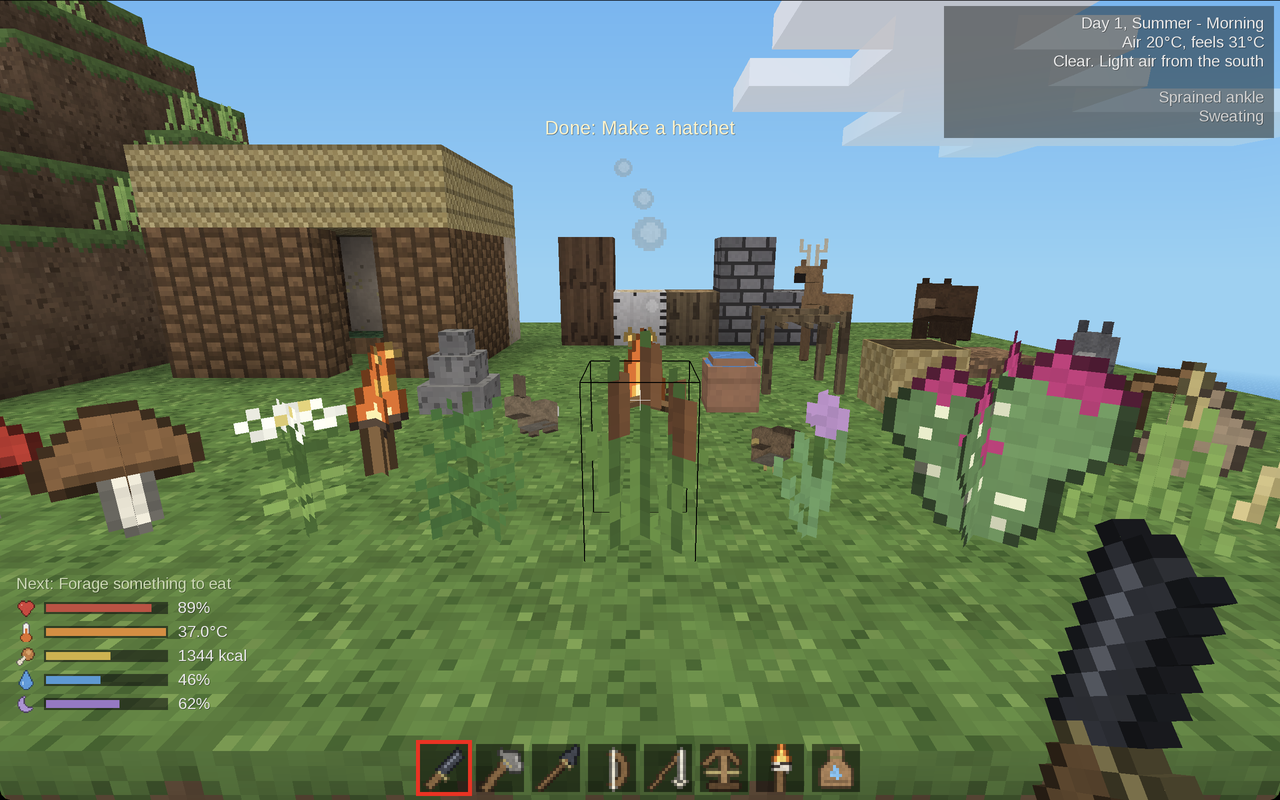 Day 1, Summer - Morning
Air 20°C, feels 31°C
Clear. Light air from the south
Sprained ankle
Sweating
Done: Make a hatchet
Next: Forage something to eat
89%
37.0°C
1344 kcal
46%
62%